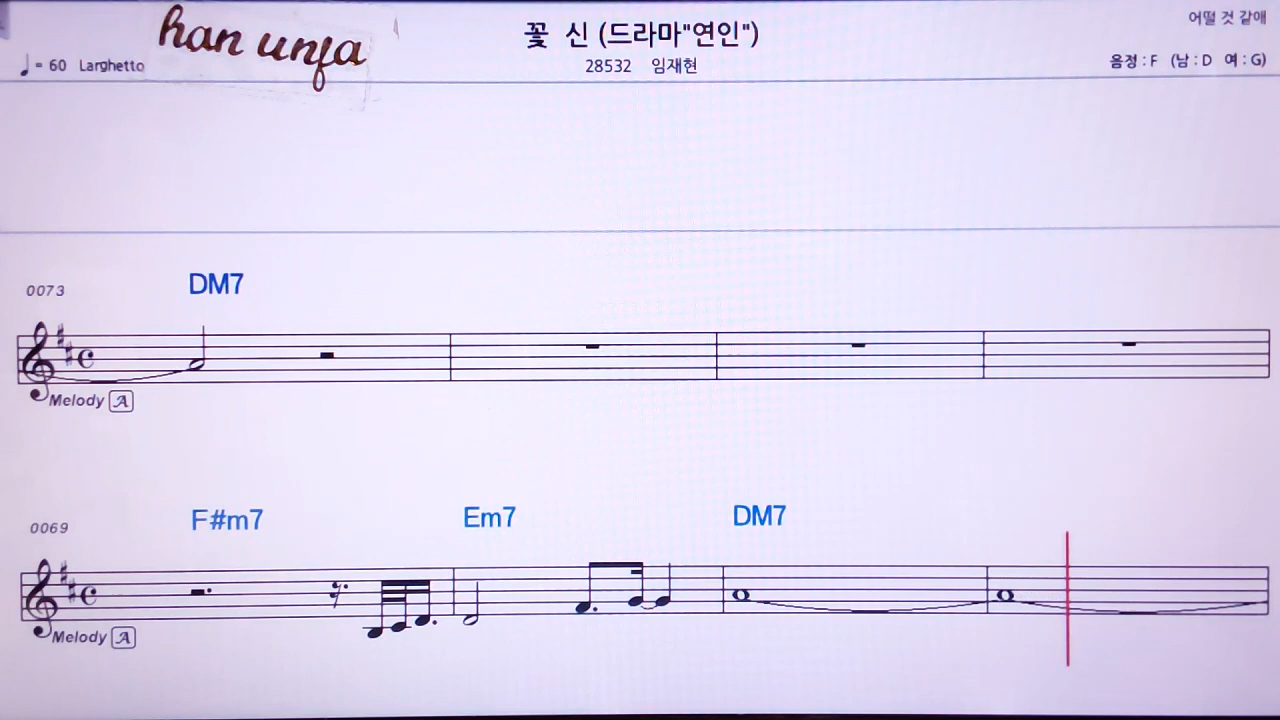 han unfa
꽃 신 (드라마"연인")
어떨 것 같애
♩ = 60 Larghetto
28532 임재현
음정 : F (남 : D 여 : G)
0073
DM7
Melody A
0069
F#m7 Em7 DM7
Melody A